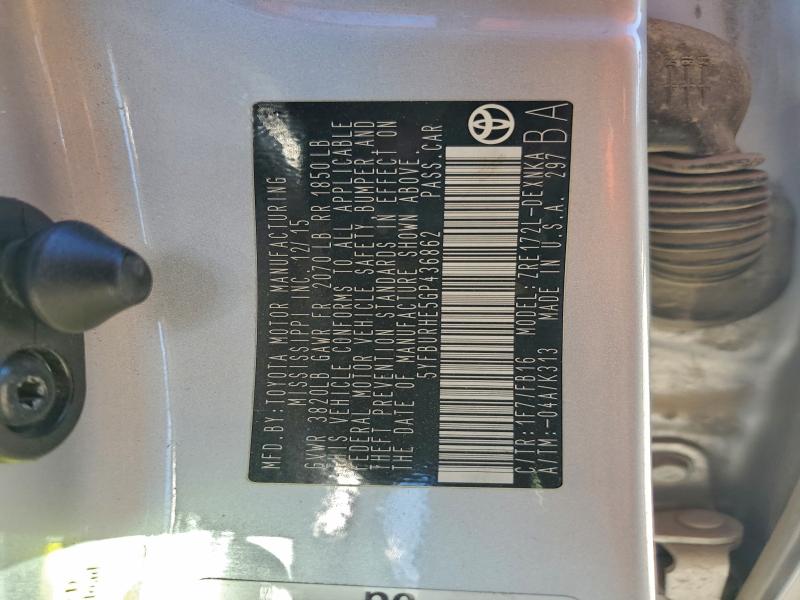 MFD.BY:TOYOTA MOTOR MANUFACTURING
MISSISSIPPI INC. 12/15
GVWR 3820LB GAWR FR 2070 LB RR 1850LB
THIS VEHICLE CONFORMS TO ALL APPLICABLE
FEDERAL MOTOR VEHICLE SAFETY, BUMPER AND
THEFT PREVENTION STANDARDS IN EFFECT ON
THE DATE OF MANUFACTURE SHOWN ABOVE.
5YFBURHE5GP436862 PASS.CAR
C/TR:1F7/FB16 MODEL:ZRE172L-DEXNKA
A/TM:-04A/K313 MADE IN U.S.A. 297 BA